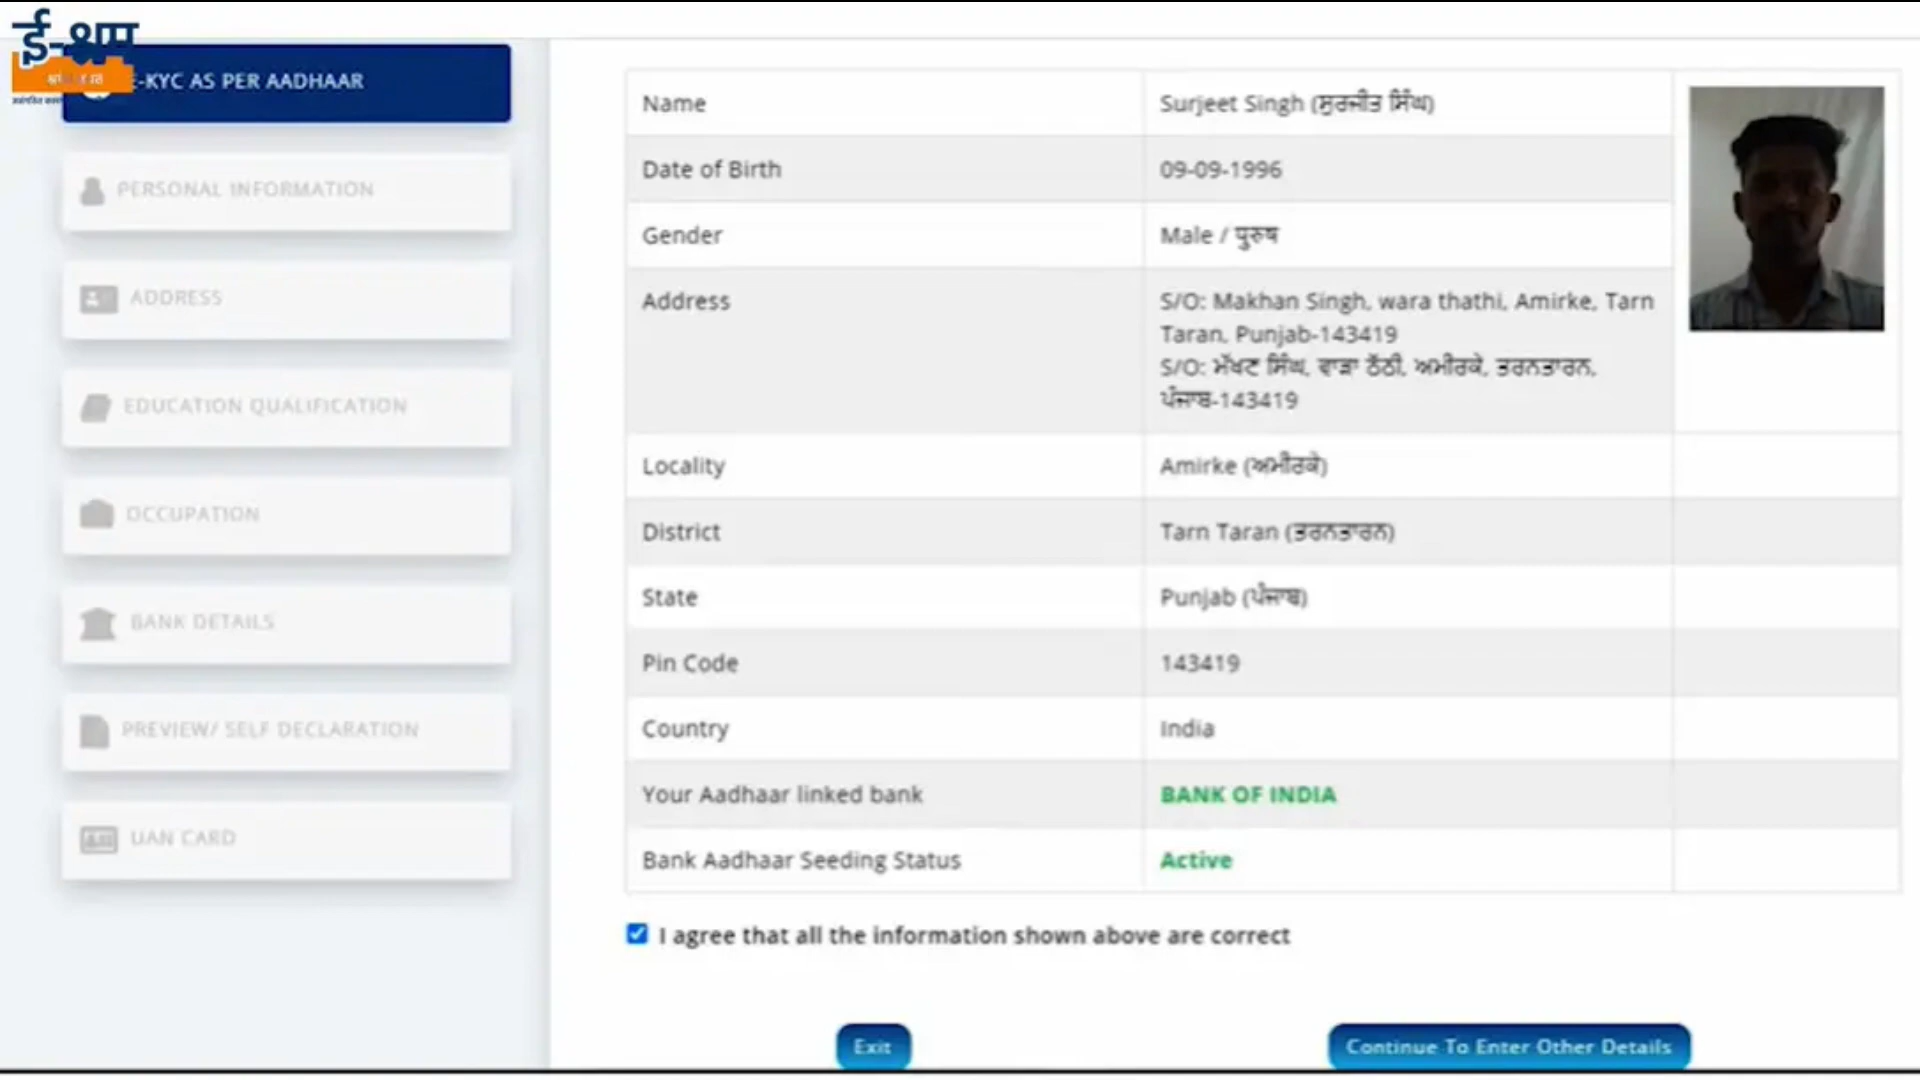 ई-श्रम
E-KYC AS PER AADHAAR
PERSONAL INFORMATION
ADDRESS
EDUCATION QUALIFICATION
OCCUPATION
BANK DETAILS
PREVIEW/ SELF DECLARATION
UAN CARD
Name Surjeet Singh (ਸੁਰਜੀਤ ਸਿੰਘ)
Date of Birth 09-09-1996
Gender Male / पुरुष
Address S/O: Makhan Singh, wara thathi, Amirke, Tarn
Taran, Punjab-143419
S/O: ਮੱਖਣ ਸਿੰਘ, ਵਾੜਾ ਠੱਠੀ, ਅਮੀਰਕੇ, ਤਰਨਤਾਰਨ,
ਪੰਜਾਬ-143419
Locality Amirke (ਅਮੀਰਕੇ)
District Tarn Taran (ਤਰਨਤਾਰਨ)
State Punjab (ਪੰਜਾਬ)
Pin Code 143419
Country India
Your Aadhaar linked bank BANK OF INDIA
Bank Aadhaar Seeding Status Active
I agree that all the information shown above are correct
Exit
Continue To Enter Other Details